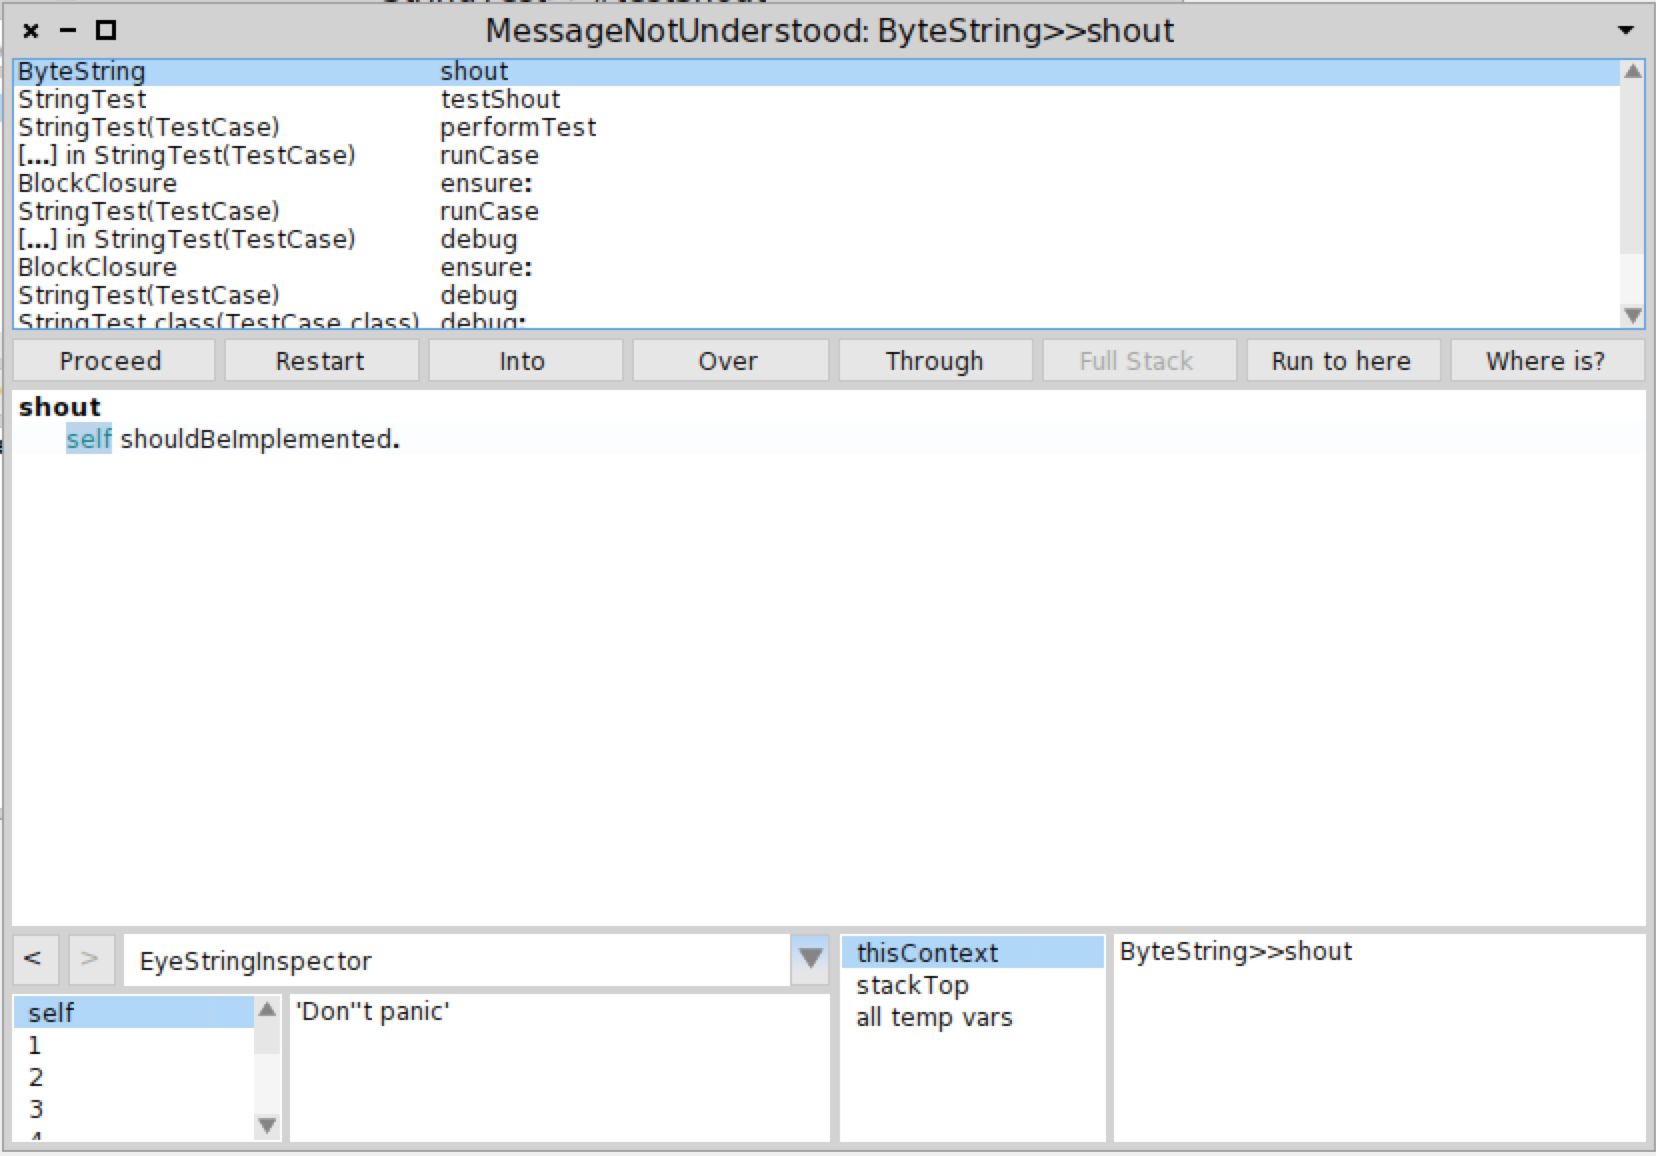 MessageNotUnderstood: ByteString>>shout
ByteString shout
StringTest testShout
StringTest(TestCase) performTest
[...] in StringTest(TestCase) runCase
BlockClosure ensure:
StringTest(TestCase) runCase
[...] in StringTest(TestCase) debug
BlockClosure ensure:
StringTest(TestCase) debug
StringTest class(TestCase class) debug:
Proceed Restart Into Over Through Full Stack Run to here Where is?
shout
self shouldBeImplemented.
< > EyeStringInspector
self
1
2
3
4
'Don''t panic'
thisContext
stackTop
all temp vars
ByteString>>shout